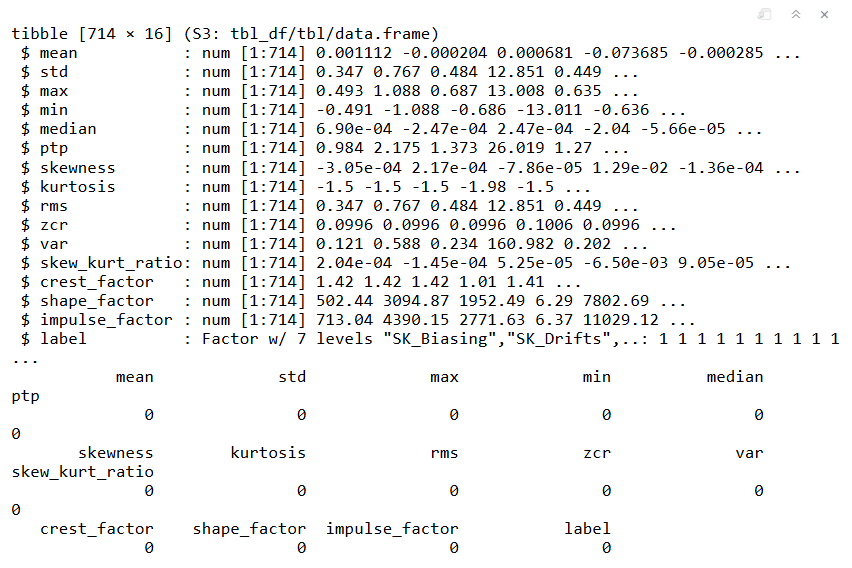 tibble [714 × 16] (S3: tbl_df/tbl/data.frame)
 $ mean           : num [1:714] 0.001112 -0.000204 0.000681 -0.073685 -0.000285 ...
 $ std            : num [1:714] 0.347 0.767 0.484 12.851 0.449 ...
 $ max            : num [1:714] 0.493 1.088 0.687 13.008 0.635 ...
 $ min            : num [1:714] -0.491 -1.088 -0.686 -13.011 -0.636 ...
 $ median         : num [1:714] 6.90e-04 -2.47e-04 2.47e-04 -2.04 -5.66e-05 ...
 $ ptp            : num [1:714] 0.984 2.175 1.373 26.019 1.27 ...
 $ skewness       : num [1:714] -3.05e-04 2.17e-04 -7.86e-05 1.29e-02 -1.36e-04 ...
 $ kurtosis       : num [1:714] -1.5 -1.5 -1.5 -1.98 -1.5 ...
 $ rms            : num [1:714] 0.347 0.767 0.484 12.851 0.449 ...
 $ zcr            : num [1:714] 0.0996 0.0996 0.0996 0.1006 0.0996 ...
 $ var            : num [1:714] 0.121 0.588 0.234 160.982 0.202 ...
 $ skew_kurt_ratio: num [1:714] 2.04e-04 -1.45e-04 5.25e-05 -6.50e-03 9.05e-05 ...
 $ crest_factor   : num [1:714] 1.42 1.42 1.42 1.01 1.41 ...
 $ shape_factor   : num [1:714] 502.44 3094.87 1952.49 6.29 7802.69 ...
 $ impulse_factor : num [1:714] 713.04 4390.15 2771.63 6.37 11029.12 ...
 $ label          : Factor w/ 7 levels "SK_Biasing","SK_Drifts",..: 1 1 1 1 1 1 1 1 1 1
...
           mean             std             max             min          median
ptp
              0               0               0               0               0
0
       skewness        kurtosis             rms             zcr             var
skew_kurt_ratio
              0               0               0               0               0
0
   crest_factor    shape_factor  impulse_factor           label
              0               0               0               0